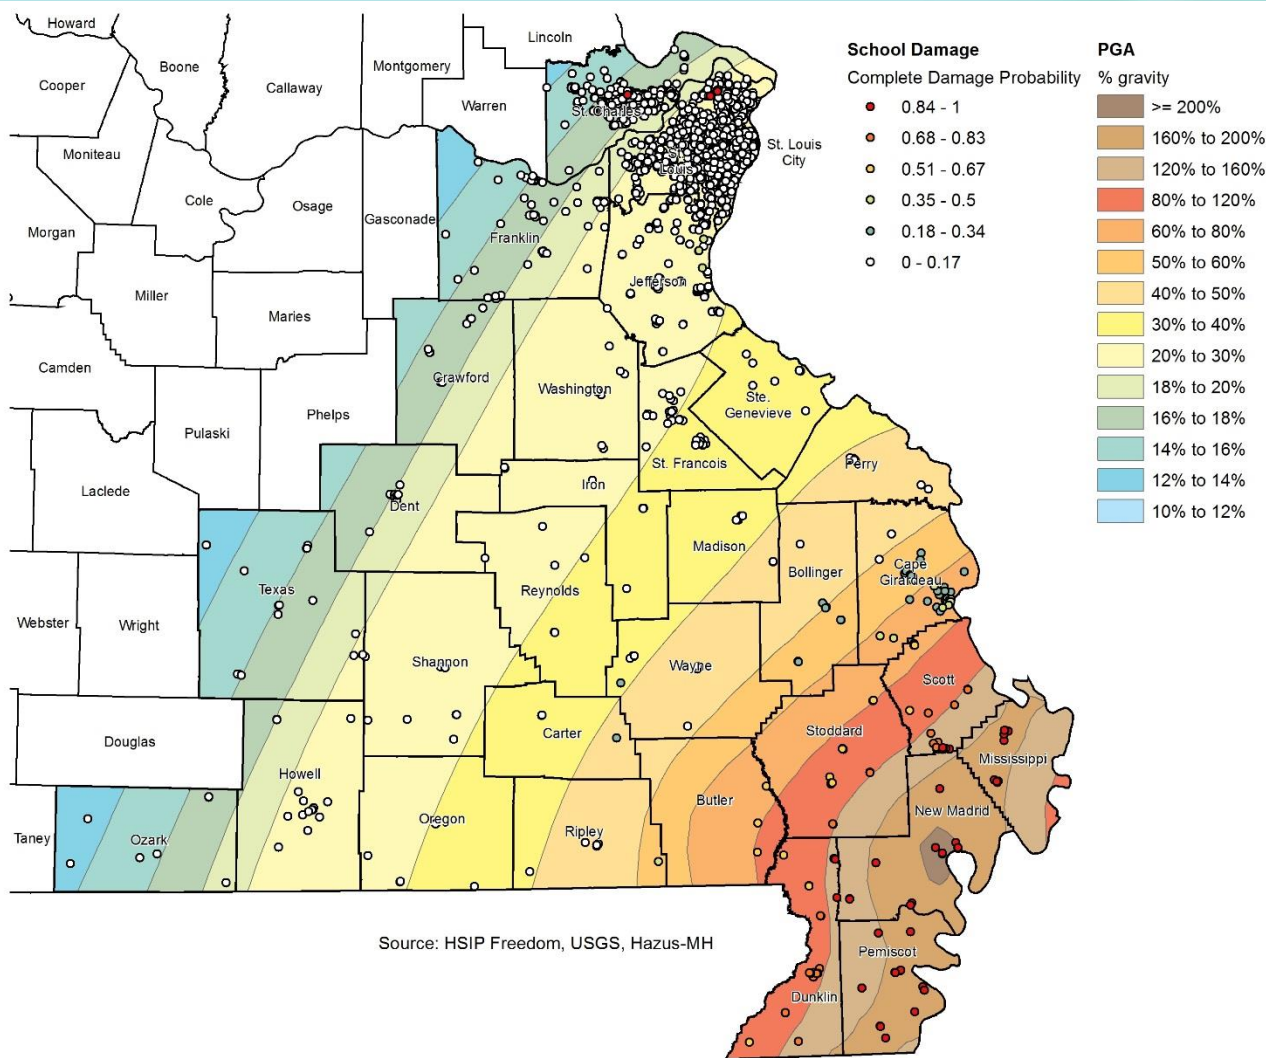 Howard
Lincoln
Boone
Montgomery
Cooper
Callaway
Warren
St. Charles
Moniteau
St. Louis
City
St.
Louis
Cole
Osage
Gasconade
Morgan
Franklin
Miller
Jefferson
Maries
Camden
Crawford
Washington
Ste.
Genevieve
Phelps
Pulaski
St. Francois
Perry
Iron
Laclede
Dent
Madison
Cape
Girardeau
Bollinger
Texas
Reynolds
Webster
Wright
Shannon
Wayne
Scott
Stoddard
Carter
Douglas
Mississippi
Howell
Butler
New Madrid
Oregon
Ripley
Taney
Ozark
Pemiscot
Dunklin
School Damage
Complete Damage Probability
0.84 - 1
0.68 - 0.83
0.51 - 0.67
0.35 - 0.5
0.18 - 0.34
0 - 0.17
PGA
% gravity
>= 200%
160% to 200%
120% to 160%
80% to 120%
60% to 80%
50% to 60%
40% to 50%
30% to 40%
20% to 30%
18% to 20%
16% to 18%
14% to 16%
12% to 14%
10% to 12%
Source: HSIP Freedom, USGS, Hazus-MH